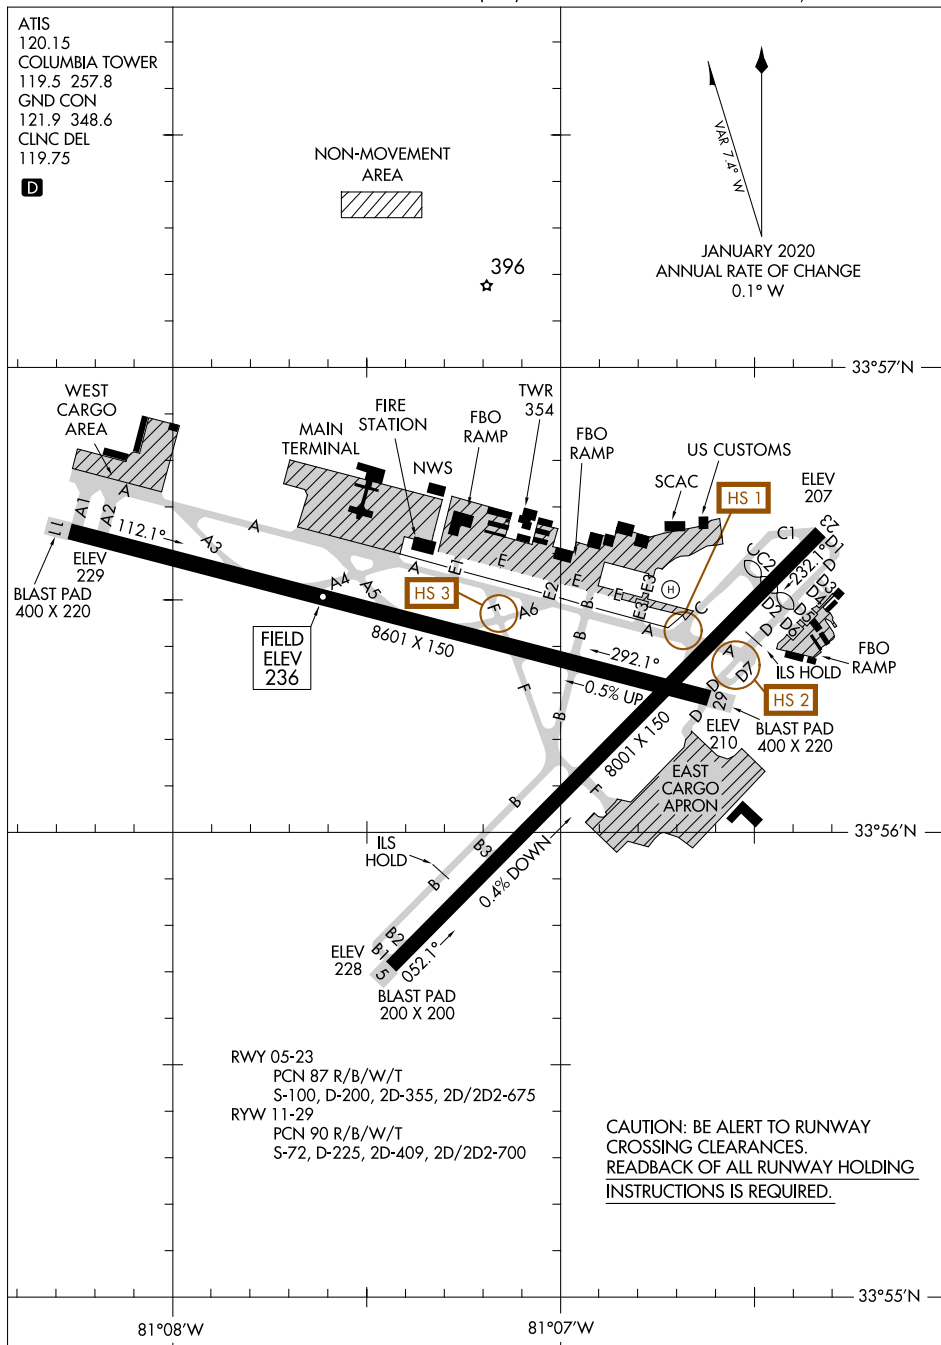 ATIS
120.15
COLUMBIA TOWER
119.5 257.8
GND CON
121.9 348.6
CLNC DEL
119.75
D
NON-MOVEMENT
AREA
396
VAR 7.4° W
JANUARY 2020
ANNUAL RATE OF CHANGE
0.1° W
33°57'N
WEST
CARGO
AREA
MAIN
TERMINAL
FIRE
STATION
NWS
FBO
RAMP
TWR
354
FBO
RAMP
SCAC
US CUSTOMS
HS 1
ELEV
207
23
A
A1
A2
11
112.1°
A
A3
ELEV
229
BLAST PAD
400 X 220
A4
A5
A
E1
HS 3
F
A6
E
E2
E
B
E
E3
E3
H
A
C
C
C1
C2
232.1°
D1
D
D3
D4
D2
D5
D6
D
A
D7
ILS HOLD
FBO
RAMP
HS 2
FIELD
ELEV
236
8601 X 150
292.1°
0.5% UP
B
F
B
D
29
D
ELEV
210
BLAST PAD
400 X 220
8001 X 150
EAST
CARGO
APRON
F
B
33°56'N
ILS
HOLD
B3
0.4% DOWN
B
B2
B1
5
052.1°
ELEV
228
BLAST PAD
200 X 200
RWY 05-23
PCN 87 R/B/W/T
S-100, D-200, 2D-355, 2D/2D2-675
RYW 11-29
PCN 90 R/B/W/T
S-72, D-225, 2D-409, 2D/2D2-700
CAUTION: BE ALERT TO RUNWAY
CROSSING CLEARANCES.
READBACK OF ALL RUNWAY HOLDING
INSTRUCTIONS IS REQUIRED.
33°55'N
81°08'W
81°07'W